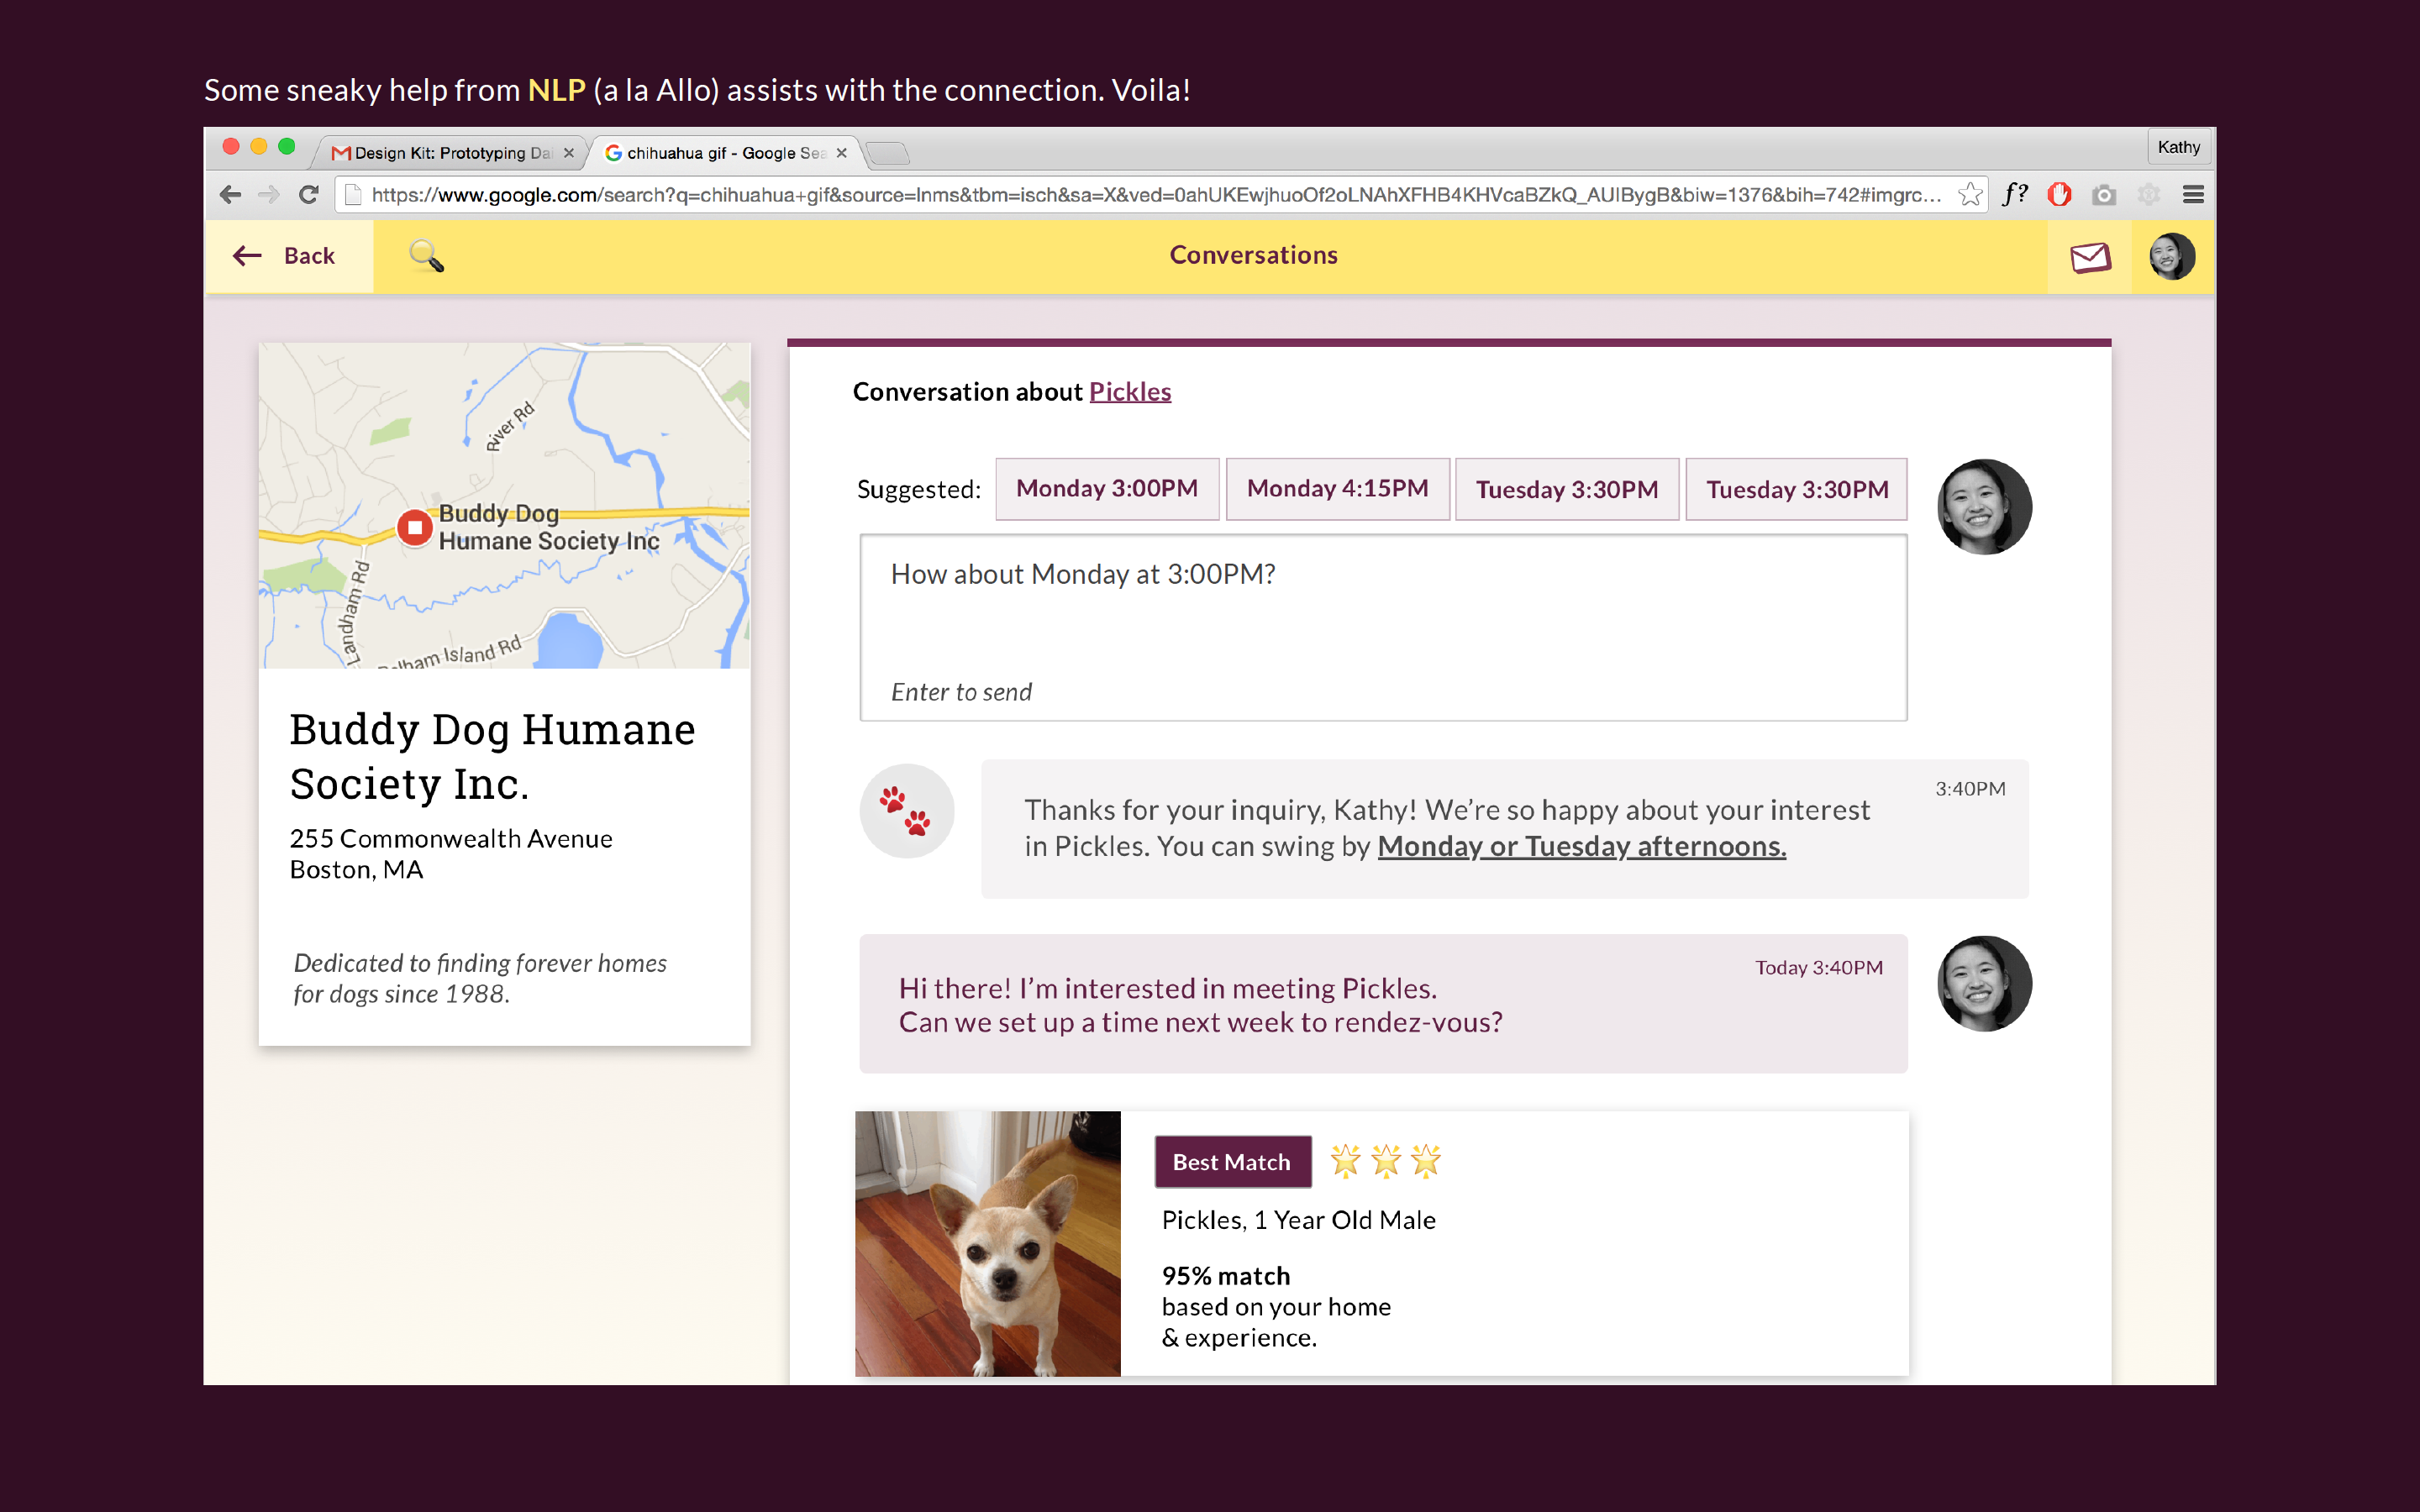 Some sneaky help from NLP (a la Allo) assists with the connection. Voila!
Design Kit: Prototyping Dai
chihuahua gif - Google Sea
Kathy
https://www.google.com/search?q=chihuahua+gif&source=lnms&tbm=isch&sa=X&ved=0ahUKEwjhuoOf2oLNAhXFHB4KHVcaBZkQ_AUIBygB&biw=1376&bih=742#imgrc...
f?
Back
Conversations
River Rd
Buddy Dog
Humane Society Inc
Landham Rd
Island Rd
Buddy Dog Humane
Society Inc.
255 Commonwealth Avenue
Boston, MA
Dedicated to finding forever homes
for dogs since 1988.
Conversation about Pickles
Suggested:
Monday 3:00PM
Monday 4:15PM
Tuesday 3:30PM
Tuesday 3:30PM
How about Monday at 3:00PM?
Enter to send
3:40PM
Thanks for your inquiry, Kathy! We're so happy about your interest
in Pickles. You can swing by Monday or Tuesday afternoons.
Today 3:40PM
Hi there! I'm interested in meeting Pickles.
Can we set up a time next week to rendez-vous?
Best Match
Pickles, 1 Year Old Male
95% match
based on your home
& experience.